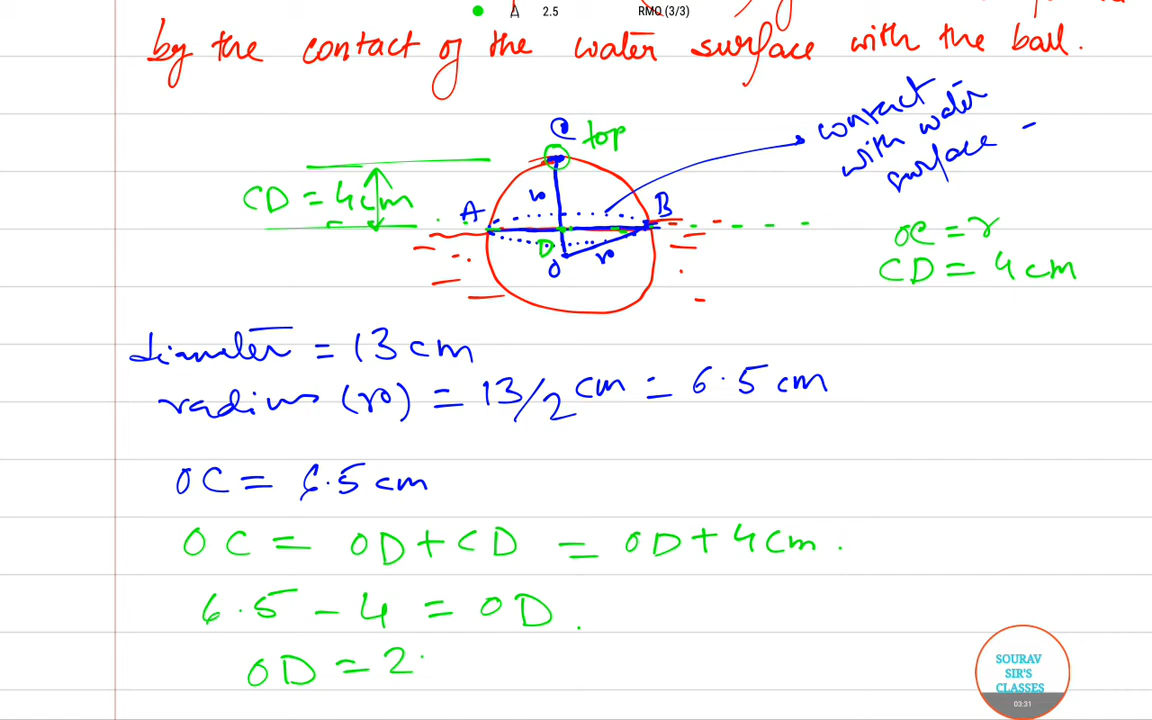 2.5 RMO (3/3)
by the contact of the water surface with the ball.
C top
contact
with water
surface
CD = 4cm
A r B
D r
O
OC = r
CD = 4cm
diameter = 13 cm
radius (r) = 13/2 cm = 6.5 cm
OC = 6.5 cm
OC = OD + CD = OD + 4cm.
6.5 - 4 = OD.
OD = 2.
SOURAV
SIR'S
CLASSES
03:31